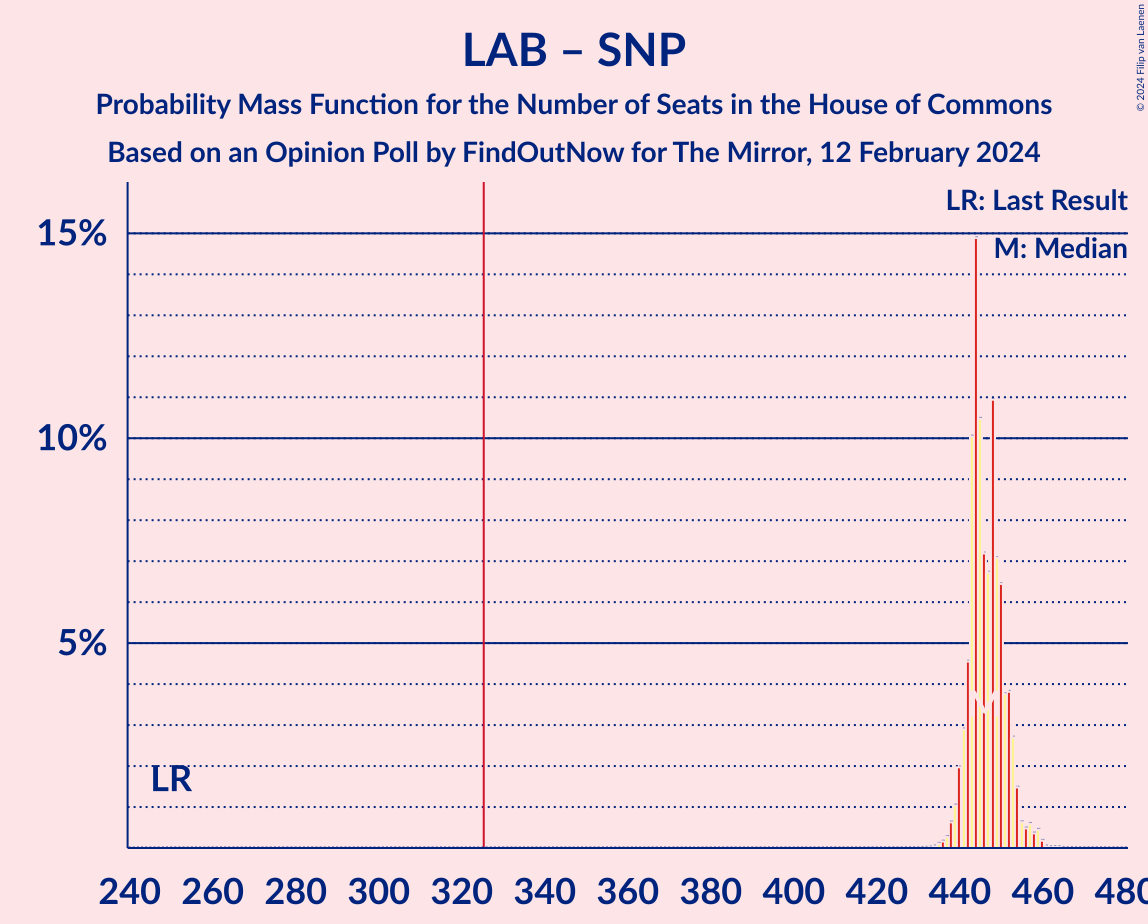 LAB – SNP
Probability Mass Function for the Number of Seats in the House of Commons
Based on an Opinion Poll by FindOutNow for The Mirror, 12 February 2024
© 2024 Filip van Laenen
LR: Last Result
M: Median
15%
10%
5%
LR
M
240 260 280 300 320 340 360 380 400 420 440 460 480